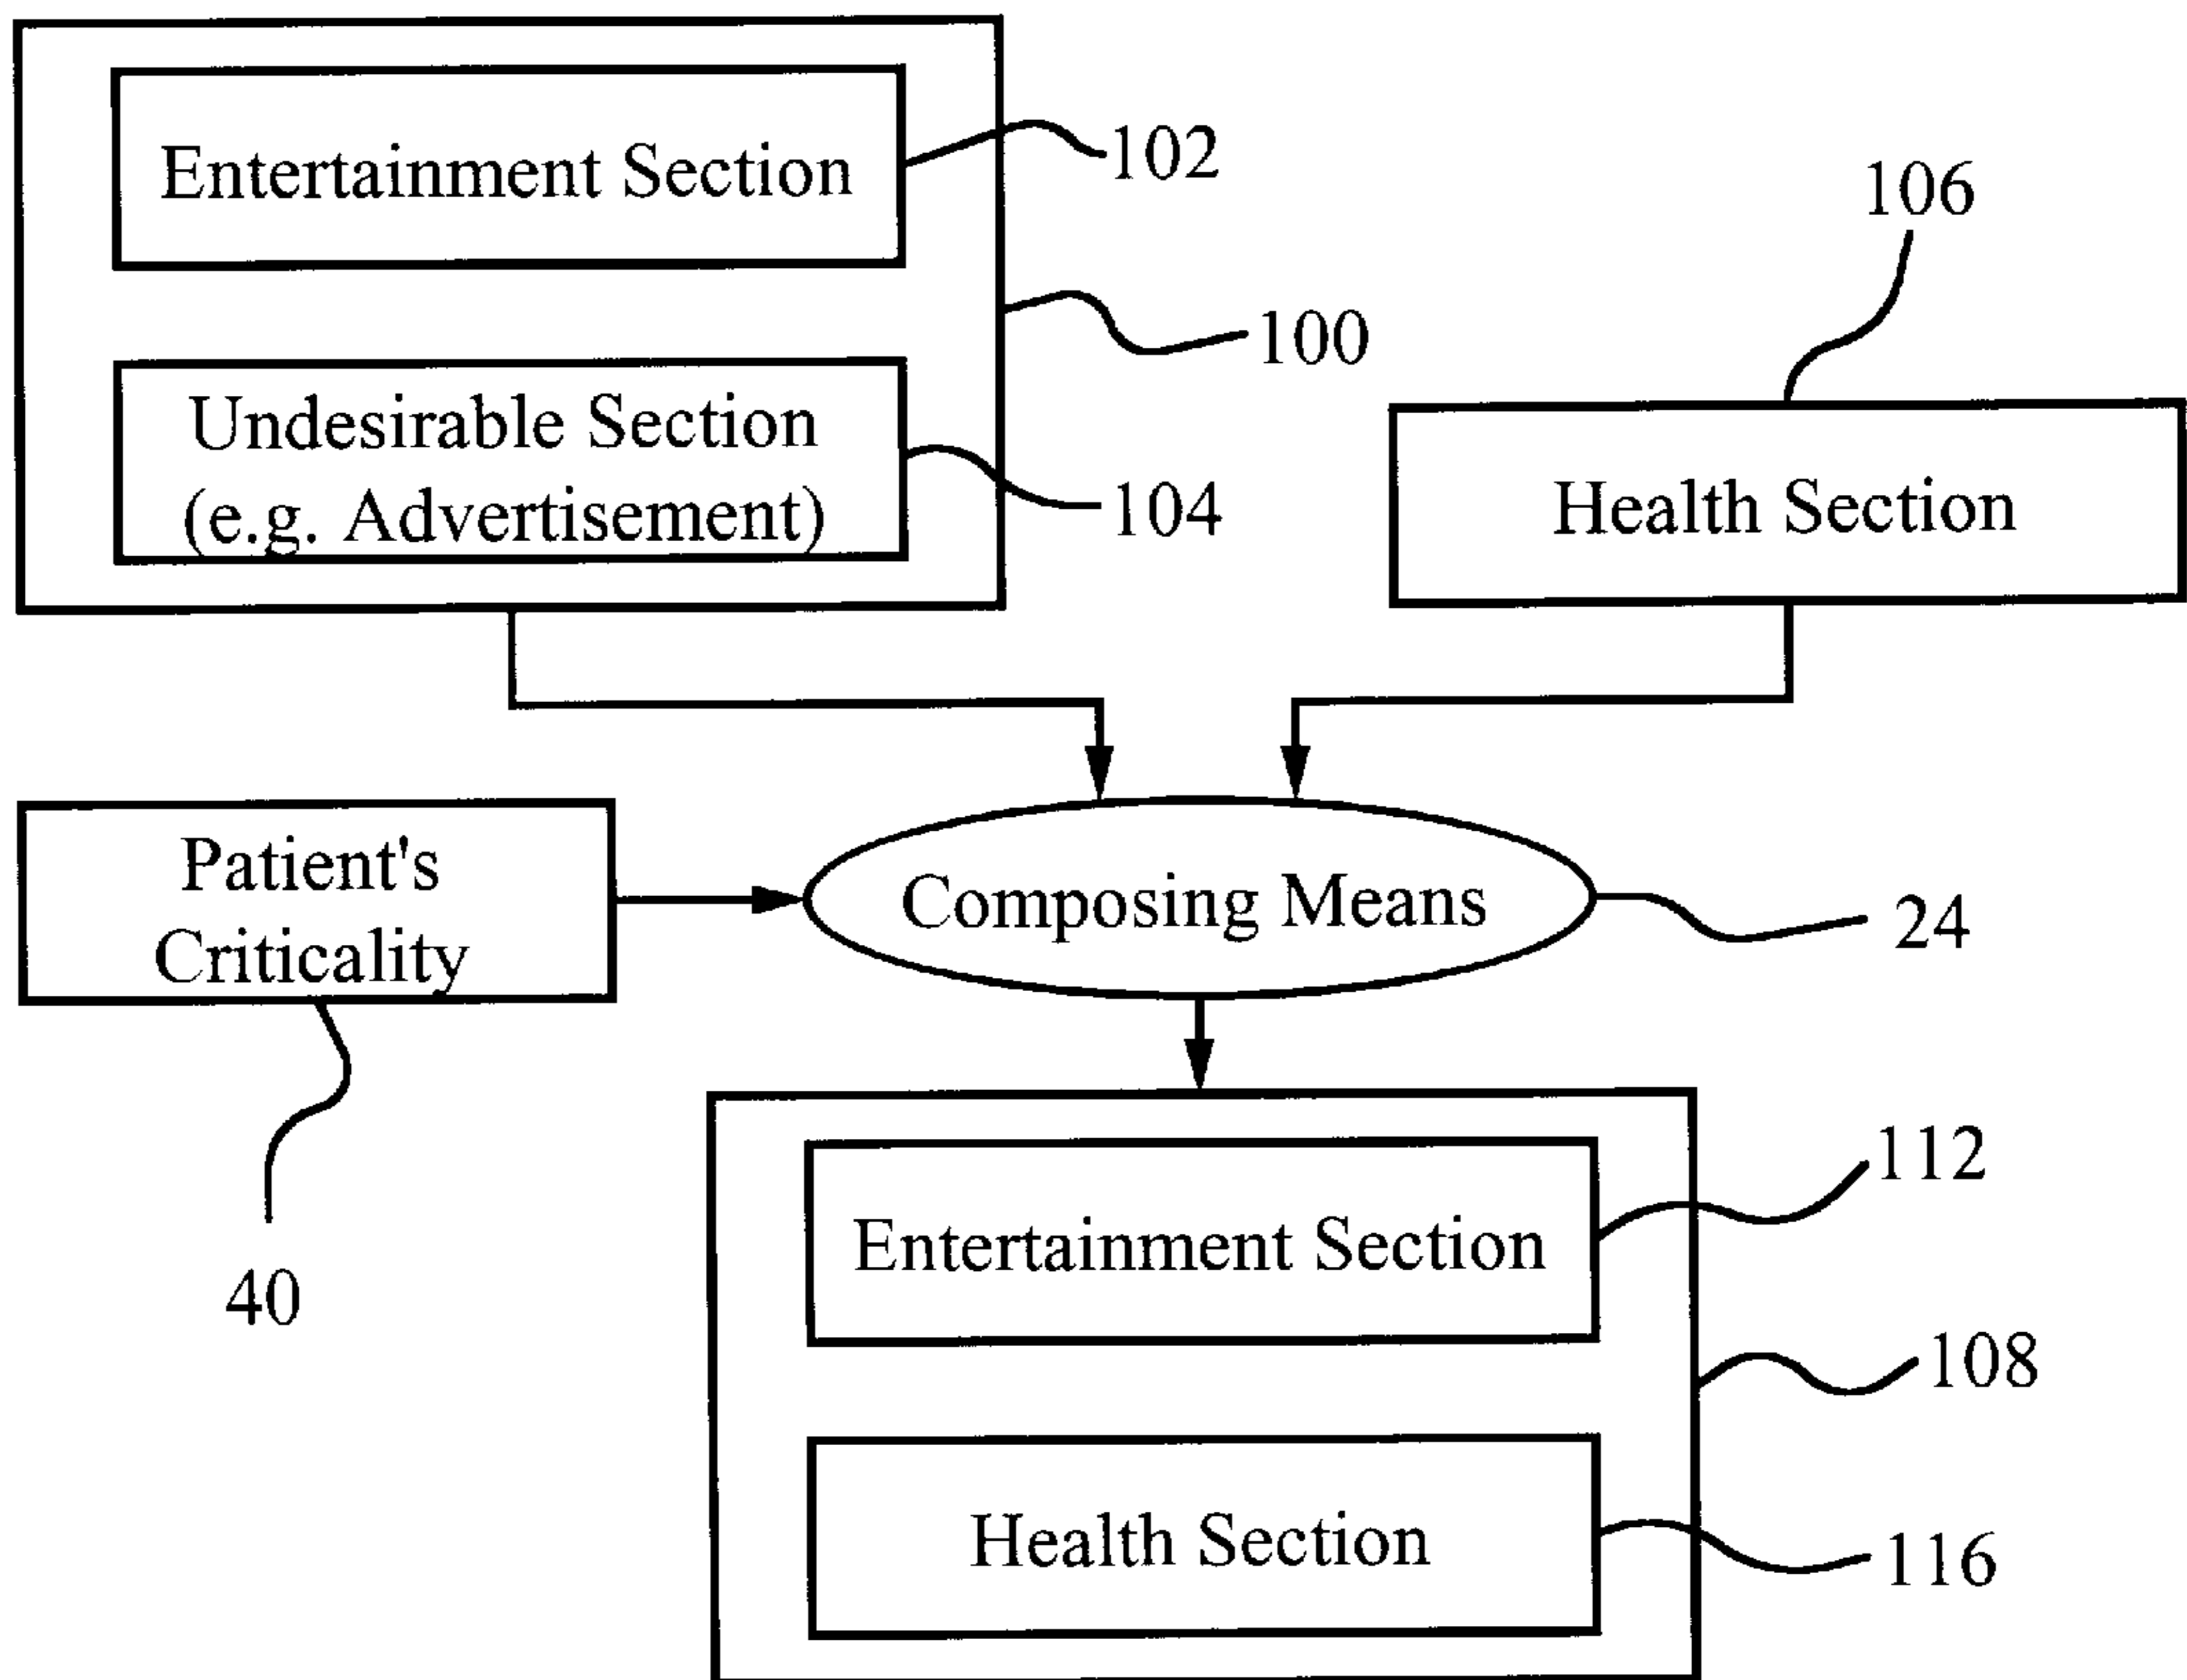 Entertainment Section
102
106
100
Undesirable Section
(e.g. Advertisement)
104
Health Section
Patient's
Criticality
Composing Means
24
40
112
Entertainment Section
108
Health Section
116